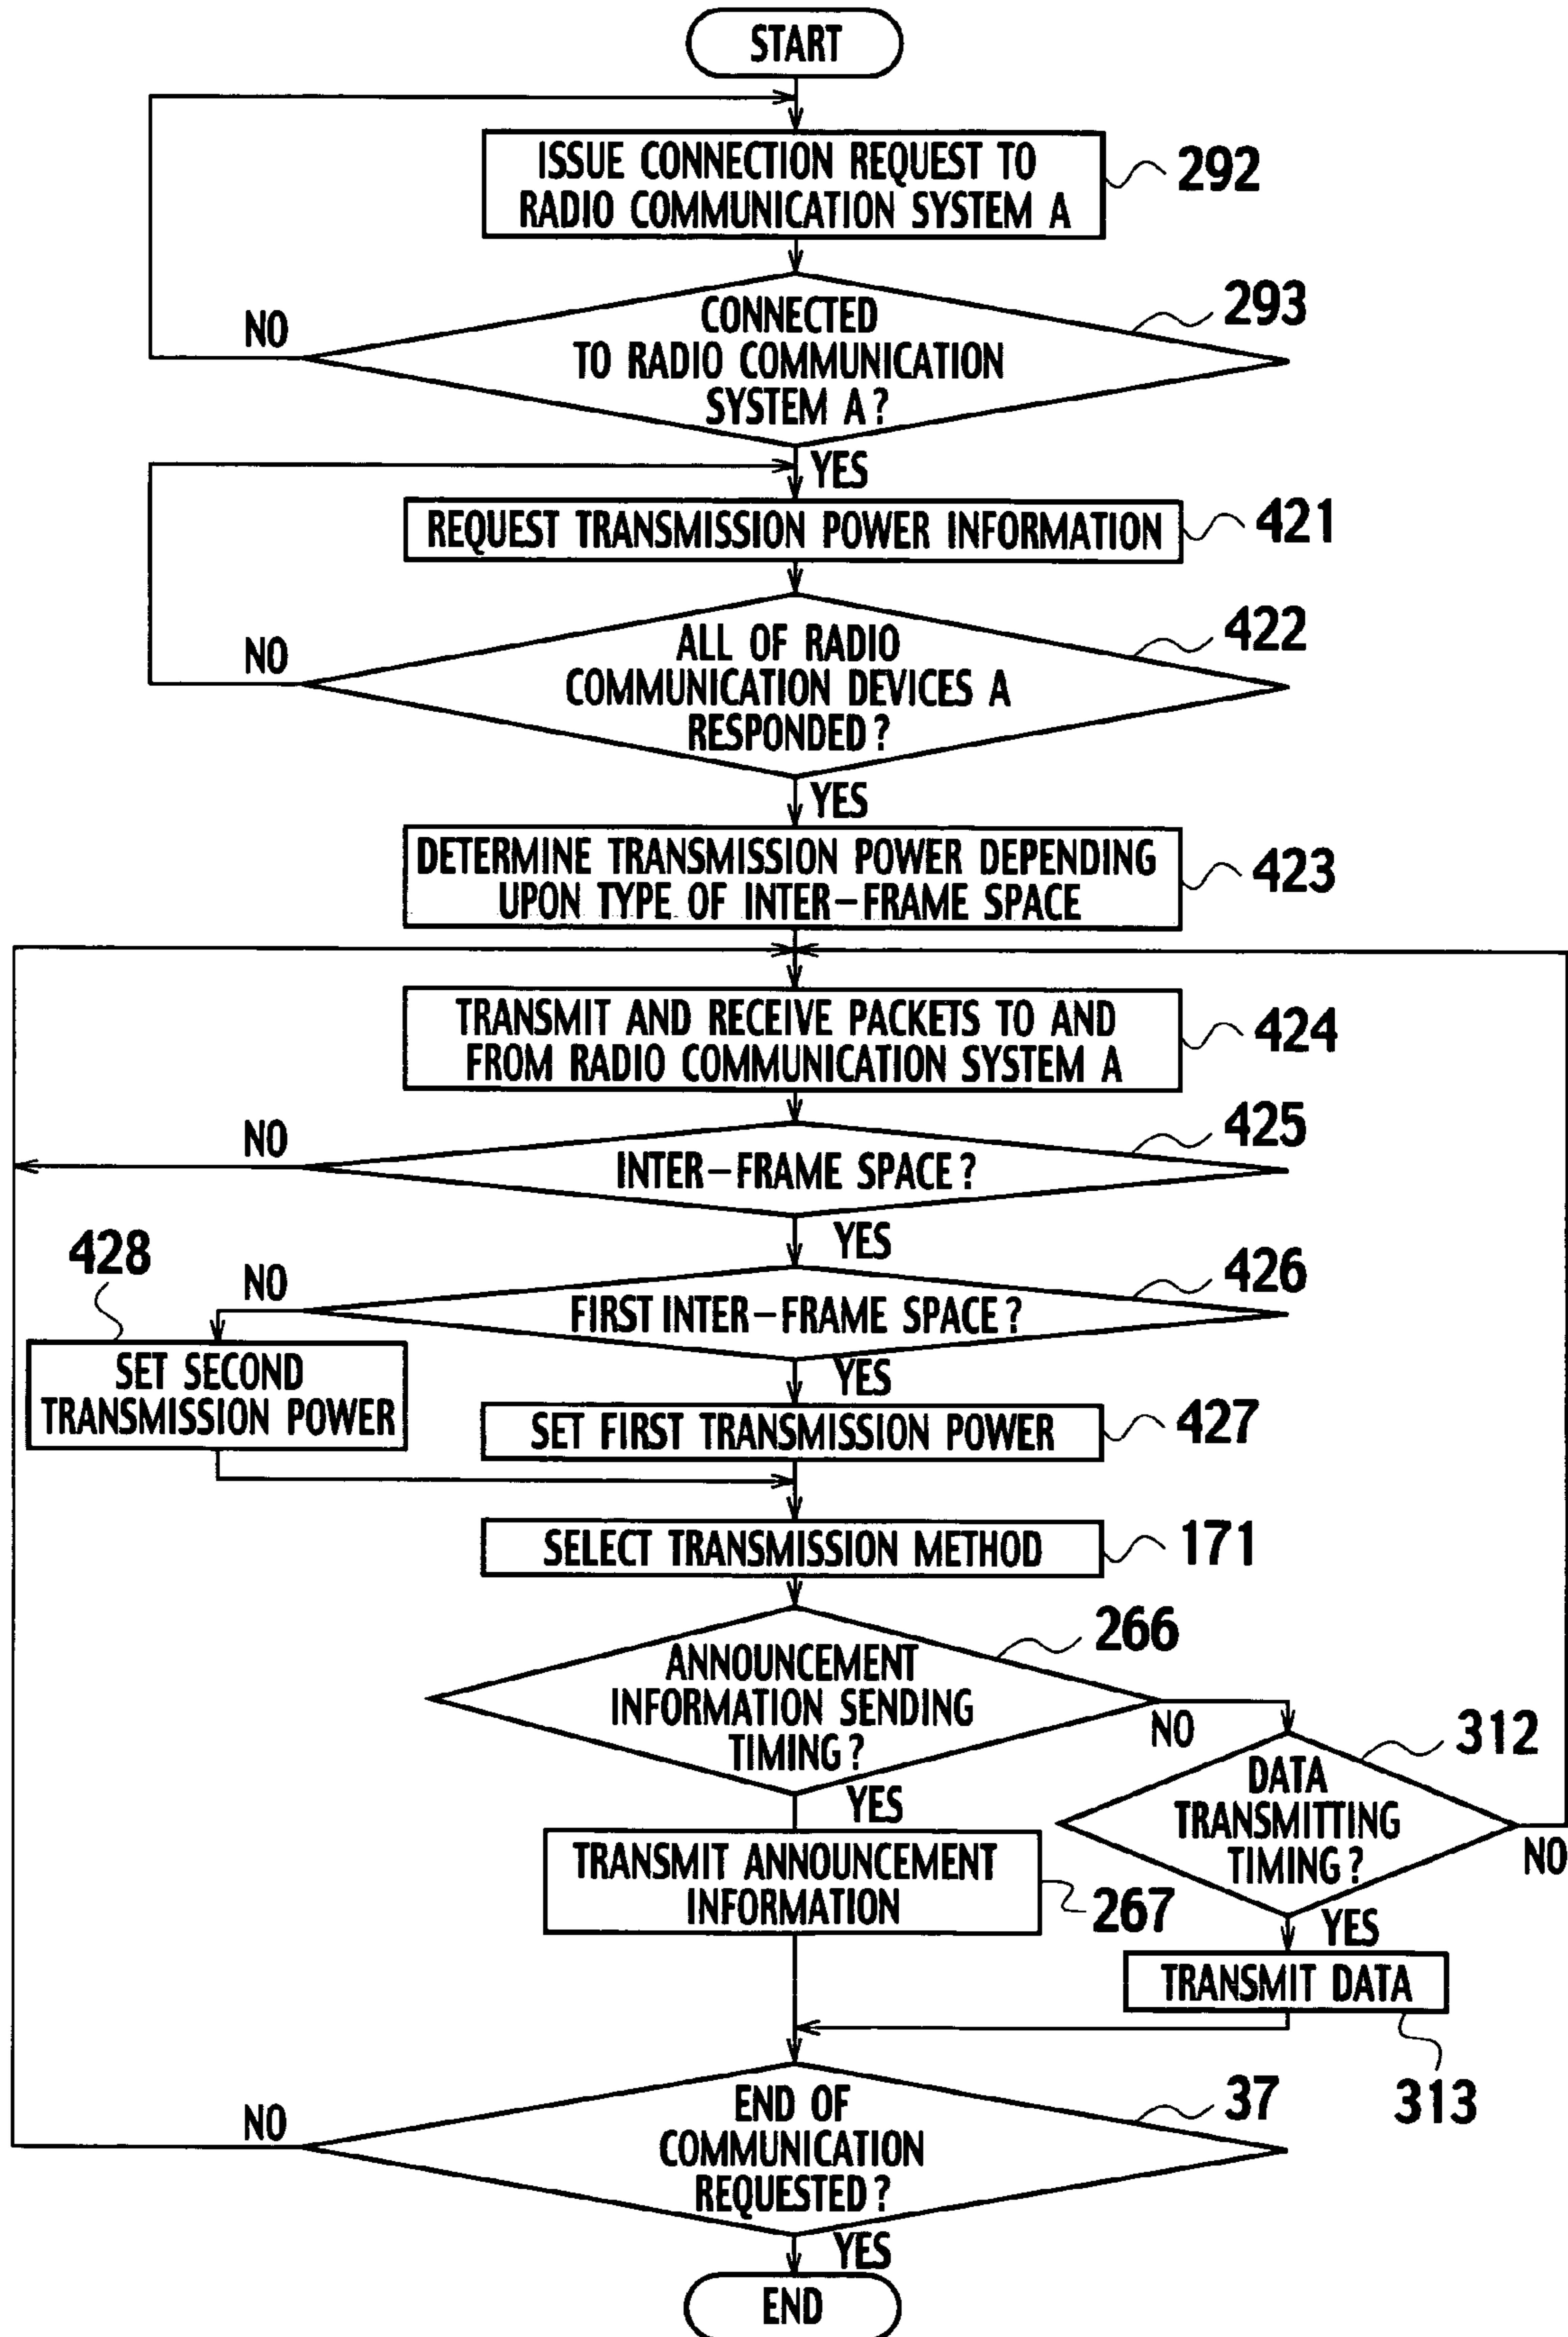 START
ISSUE CONNECTION REQUEST TO
RADIO COMMUNICATION SYSTEM A
292
CONNECTED
TO RADIO COMMUNICATION
SYSTEM A?
293
NO
YES
REQUEST TRANSMISSION POWER INFORMATION
421
ALL OF RADIO
COMMUNICATION DEVICES A
RESPONDED?
422
NO
YES
DETERMINE TRANSMISSION POWER DEPENDING
UPON TYPE OF INTER-FRAME SPACE
423
TRANSMIT AND RECEIVE PACKETS TO AND
FROM RADIO COMMUNICATION SYSTEM A
424
INTER-FRAME SPACE?
425
NO
YES
FIRST INTER-FRAME SPACE?
426
NO
428
SET SECOND
TRANSMISSION POWER
YES
SET FIRST TRANSMISSION POWER
427
SELECT TRANSMISSION METHOD
171
ANNOUNCEMENT
INFORMATION SENDING
TIMING?
266
NO
YES
DATA
TRANSMITTING
TIMING?
312
NO
TRANSMIT ANNOUNCEMENT
INFORMATION
267
YES
TRANSMIT DATA
313
END OF
COMMUNICATION
REQUESTED?
37
NO
YES
END